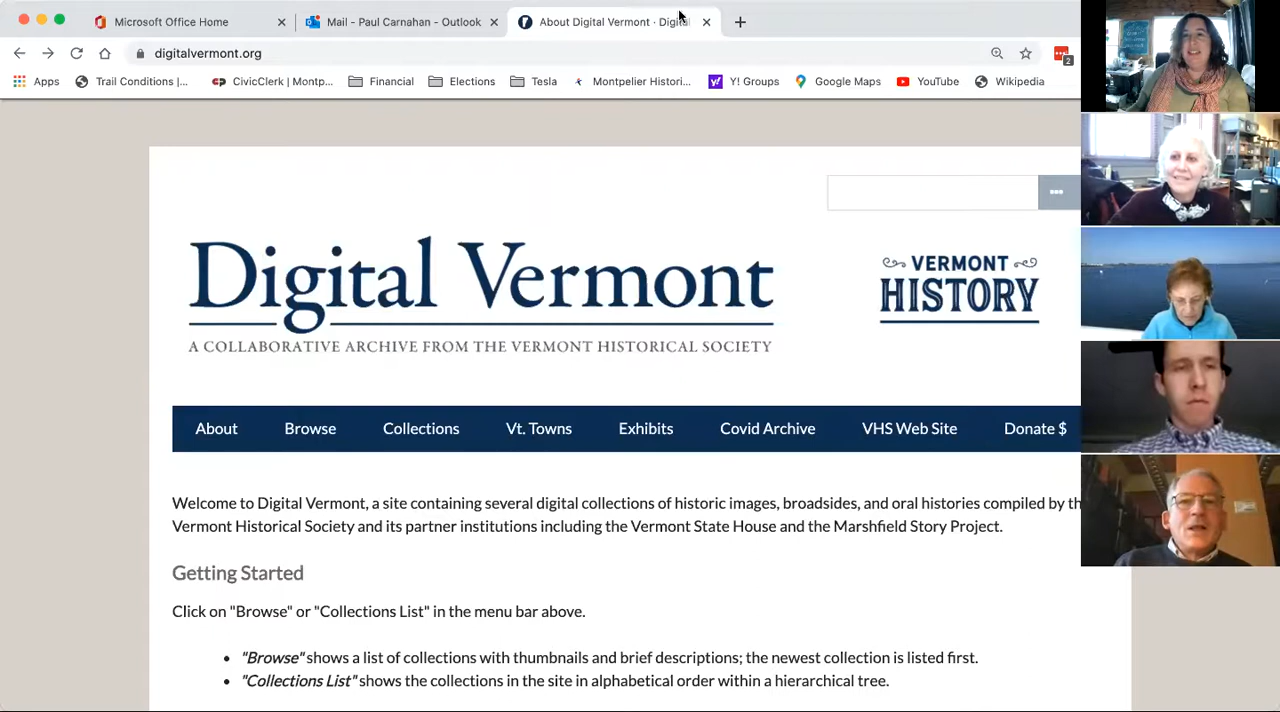 Microsoft Office Home
Mail - Paul Carnahan - Outlook
About Digital Vermont · Digital
digitalvermont.org
2
Apps
Trail Conditions |...
CivicClerk | Montp...
Financial
Elections
Tesla
Montpelier Histori...
Y! Groups
Google Maps
YouTube
Wikipedia
Digital Vermont
A COLLABORATIVE ARCHIVE FROM THE VERMONT HISTORICAL SOCIETY
VERMONT
HISTORY
About
Browse
Collections
Vt. Towns
Exhibits
Covid Archive
VHS Web Site
Donate $
Welcome to Digital Vermont, a site containing several digital collections of historic images, broadsides, and oral histories compiled by th
Vermont Historical Society and its partner institutions including the Vermont State House and the Marshfield Story Project.
Getting Started
Click on "Browse" or "Collections List" in the menu bar above.
• "Browse" shows a list of collections with thumbnails and brief descriptions; the newest collection is listed first.
• "Collections List" shows the collections in the site in alphabetical order within a hierarchical tree.